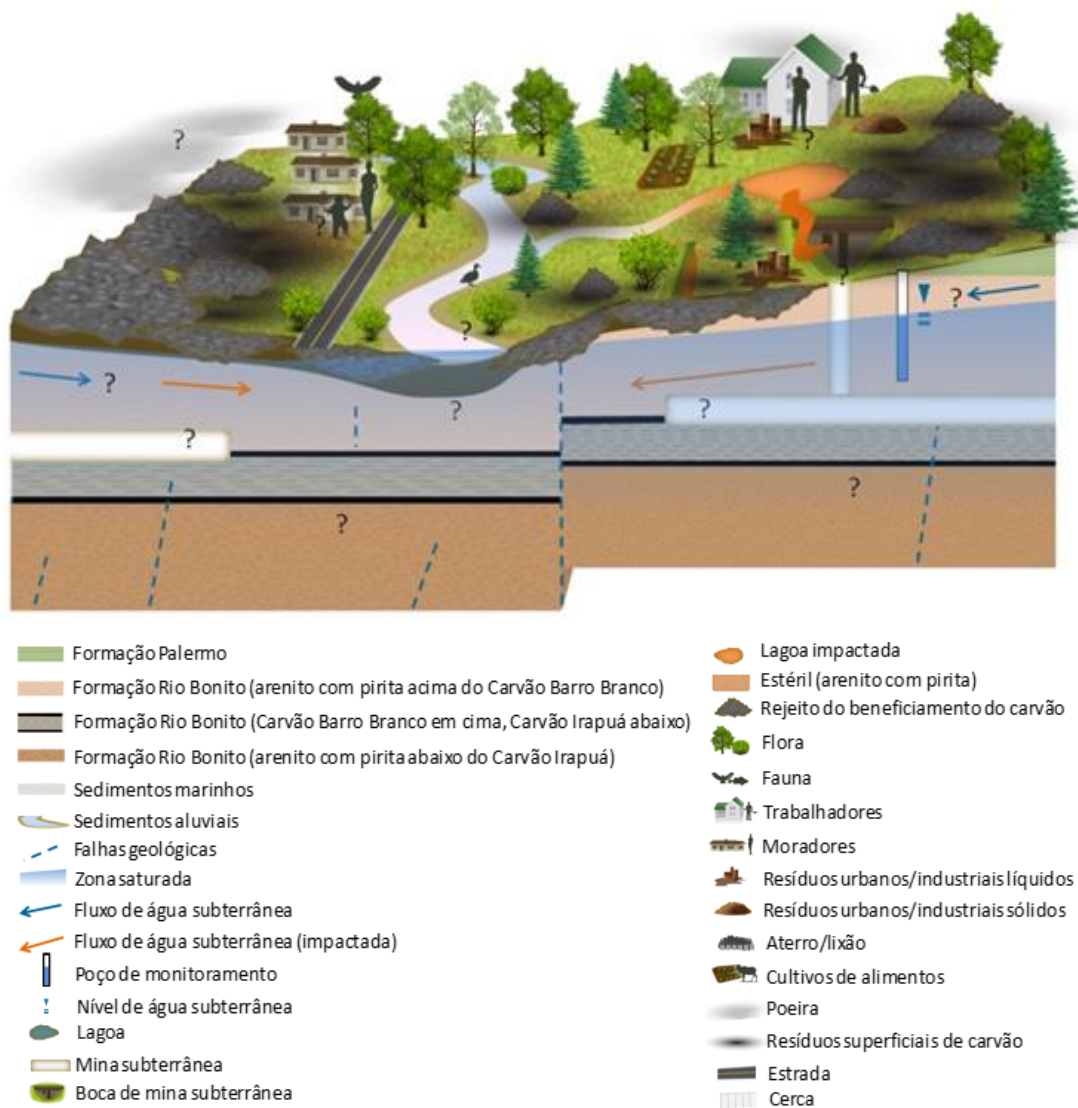 ?
?
?
?
?
?
?
?
?
?
?
?
?
Formação Palermo
Formação Rio Bonito (arenito com pirita acima do Carvão Barro Branco)
Formação Rio Bonito (Carvão Barro Branco em cima, Carvão Irapuá abaixo)
Formação Rio Bonito (arenito com pirita abaixo do Carvão Irapuá)
Sedimentos marinhos
Sedimentos aluviais
Falhas geológicas
Zona saturada
Fluxo de água subterrânea
Fluxo de água subterrânea (impactada)
Poço de monitoramento
Nível de água subterrânea
Lagoa
Mina subterrânea
Boca de mina subterrânea
Lagoa impactada
Estéril (arenito com pirita)
Rejeito do beneficiamento do carvão
Flora
Fauna
Trabalhadores
Moradores
Resíduos urbanos/industriais líquidos
Resíduos urbanos/industriais sólidos
Aterro/lixão
Cultivos de alimentos
Poeira
Resíduos superficiais de carvão
Estrada
Cerca